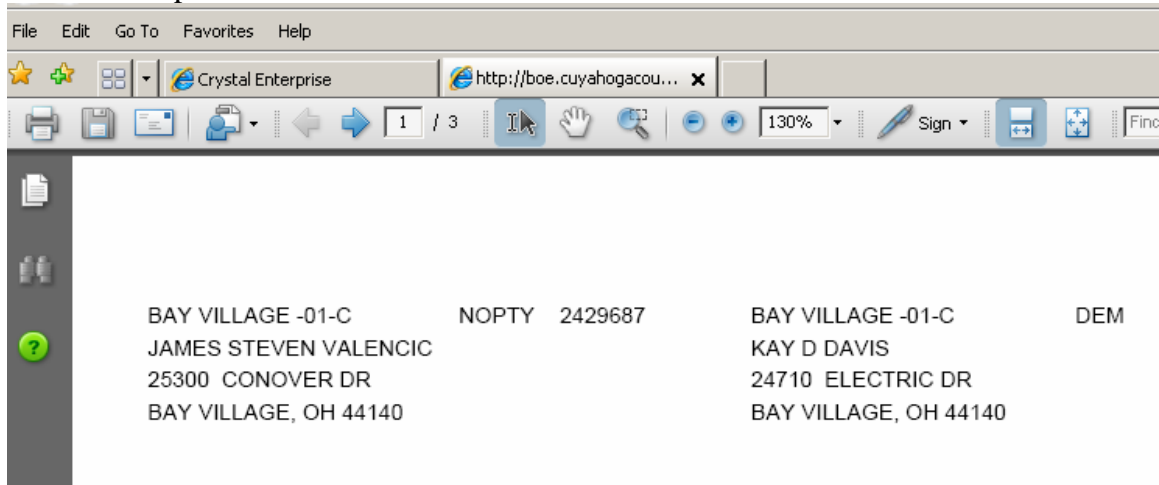 File Edit Go To Favorites Help
Crystal Enterprise http://boe.cuyahogacou...
1 / 3 130% Sign Find
BAY VILLAGE -01-C NOPTY 2429687 BAY VILLAGE -01-C DEM
JAMES STEVEN VALENCIC KAY D DAVIS
25300 CONOVER DR 24710 ELECTRIC DR
BAY VILLAGE, OH 44140 BAY VILLAGE, OH 44140